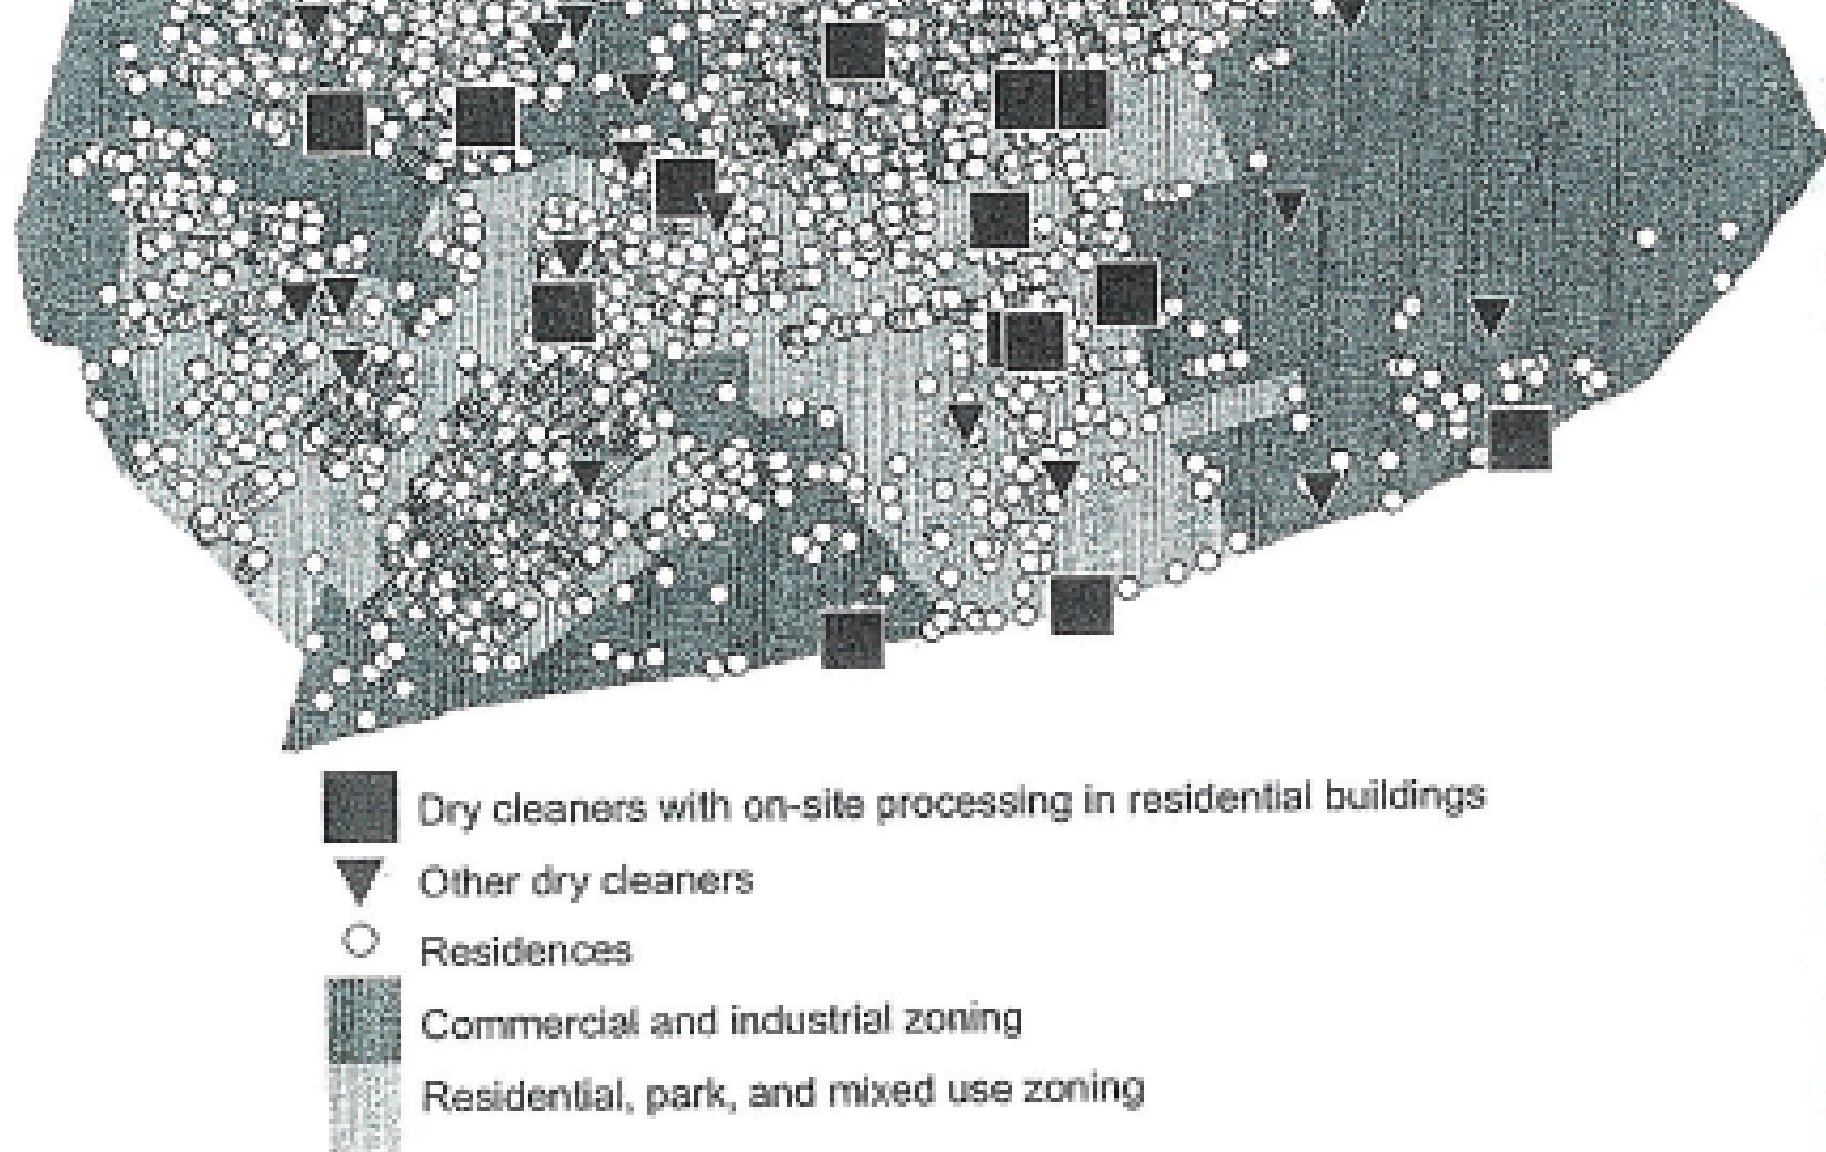 Dry cleaners with on-site processing in residential buildings
Other dry cleaners
Residences
Commercial and industrial zoning
Residential, park, and mixed use zoning